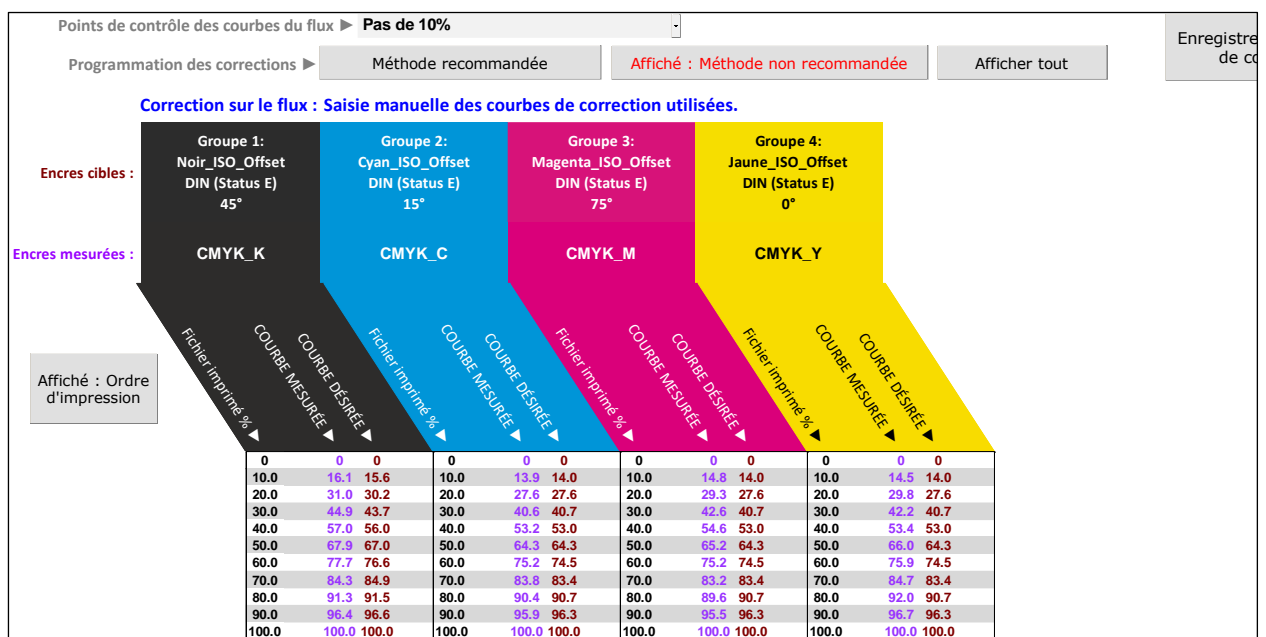 Points de contrôle des courbes du flux ► Pas de 10%
Enregistre
de co
Programmation des corrections ► Méthode recommandée Affiché : Méthode non recommandée Afficher tout
Correction sur le flux : Saisie manuelle des courbes de correction utilisées.
Encres cibles :
Groupe 1:
Noir_ISO_Offset
DIN (Status E)
45°
Groupe 2:
Cyan_ISO_Offset
DIN (Status E)
15°
Groupe 3:
Magenta_ISO_Offset
DIN (Status E)
75°
Groupe 4:
Jaune_ISO_Offset
DIN (Status E)
0°
Encres mesurées : CMYK_K CMYK_C CMYK_M CMYK_Y
Affiché : Ordre
d'impression
Fichier imprimé % ▼
COURBE MESURÉE ▼
COURBE DÉSIRÉE ▼
Fichier imprimé % ▼
COURBE MESURÉE ▼
COURBE DÉSIRÉE ▼
Fichier imprimé % ▼
COURBE MESURÉE ▼
COURBE DÉSIRÉE ▼
Fichier imprimé % ▼
COURBE MESURÉE ▼
COURBE DÉSIRÉE ▼
0 0 0 0 0 0 0 0 0 0 0 0
10.0 16.1 15.6 10.0 13.9 14.0 10.0 14.8 14.0 10.0 14.5 14.0
20.0 31.0 30.2 20.0 27.6 27.6 20.0 29.3 27.6 20.0 29.8 27.6
30.0 44.9 43.7 30.0 40.6 40.7 30.0 42.6 40.7 30.0 42.2 40.7
40.0 57.0 56.0 40.0 53.2 53.0 40.0 54.6 53.0 40.0 53.4 53.0
50.0 67.9 67.0 50.0 64.3 64.3 50.0 65.2 64.3 50.0 66.0 64.3
60.0 77.7 76.6 60.0 75.2 74.5 60.0 75.2 74.5 60.0 75.9 74.5
70.0 84.3 84.9 70.0 83.8 83.4 70.0 83.2 83.4 70.0 84.7 83.4
80.0 91.3 91.5 80.0 90.4 90.7 80.0 89.6 90.7 80.0 92.0 90.7
90.0 96.4 96.6 90.0 95.9 96.3 90.0 95.5 96.3 90.0 96.7 96.3
100.0 100.0 100.0 100.0 100.0 100.0 100.0 100.0 100.0 100.0 100.0 100.0